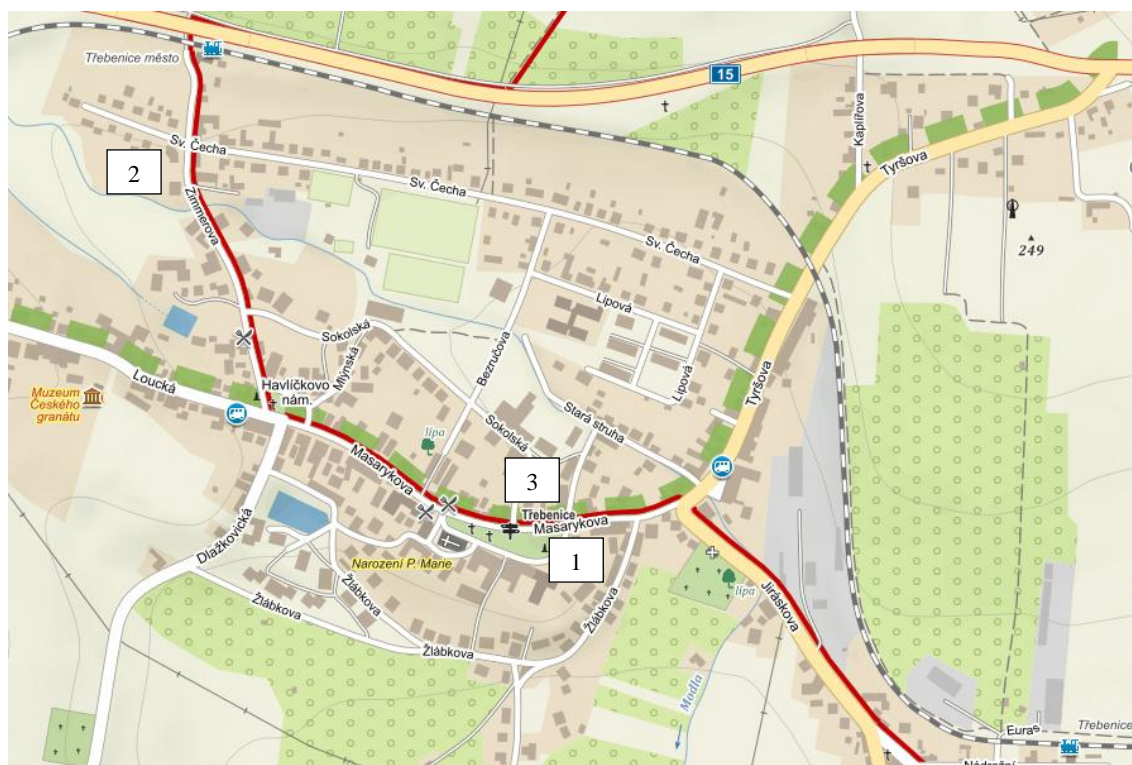 Třebenice město
15
Kaplířova
Tyršova
Sv. Čecha
2
Zimmerova
Sv. Čecha
Sv. Čecha
249
Lipová
Sokolská
Mlýnská
Bezručova
Lipová
Tyršova
Loucká
Muzeum
Českého
granátu
Havlíčkovo
nám.
Stará struha
lípa
Sokolská
Masarykova
3
Třebenice
Masarykova
Dlažkovická
Narození P. Marie
1
lípa
Jiráskova
Žlábkova
Žlábkova
Žlábkova
Žlábkova
Modla
Euras
Třebenice
Nádražní